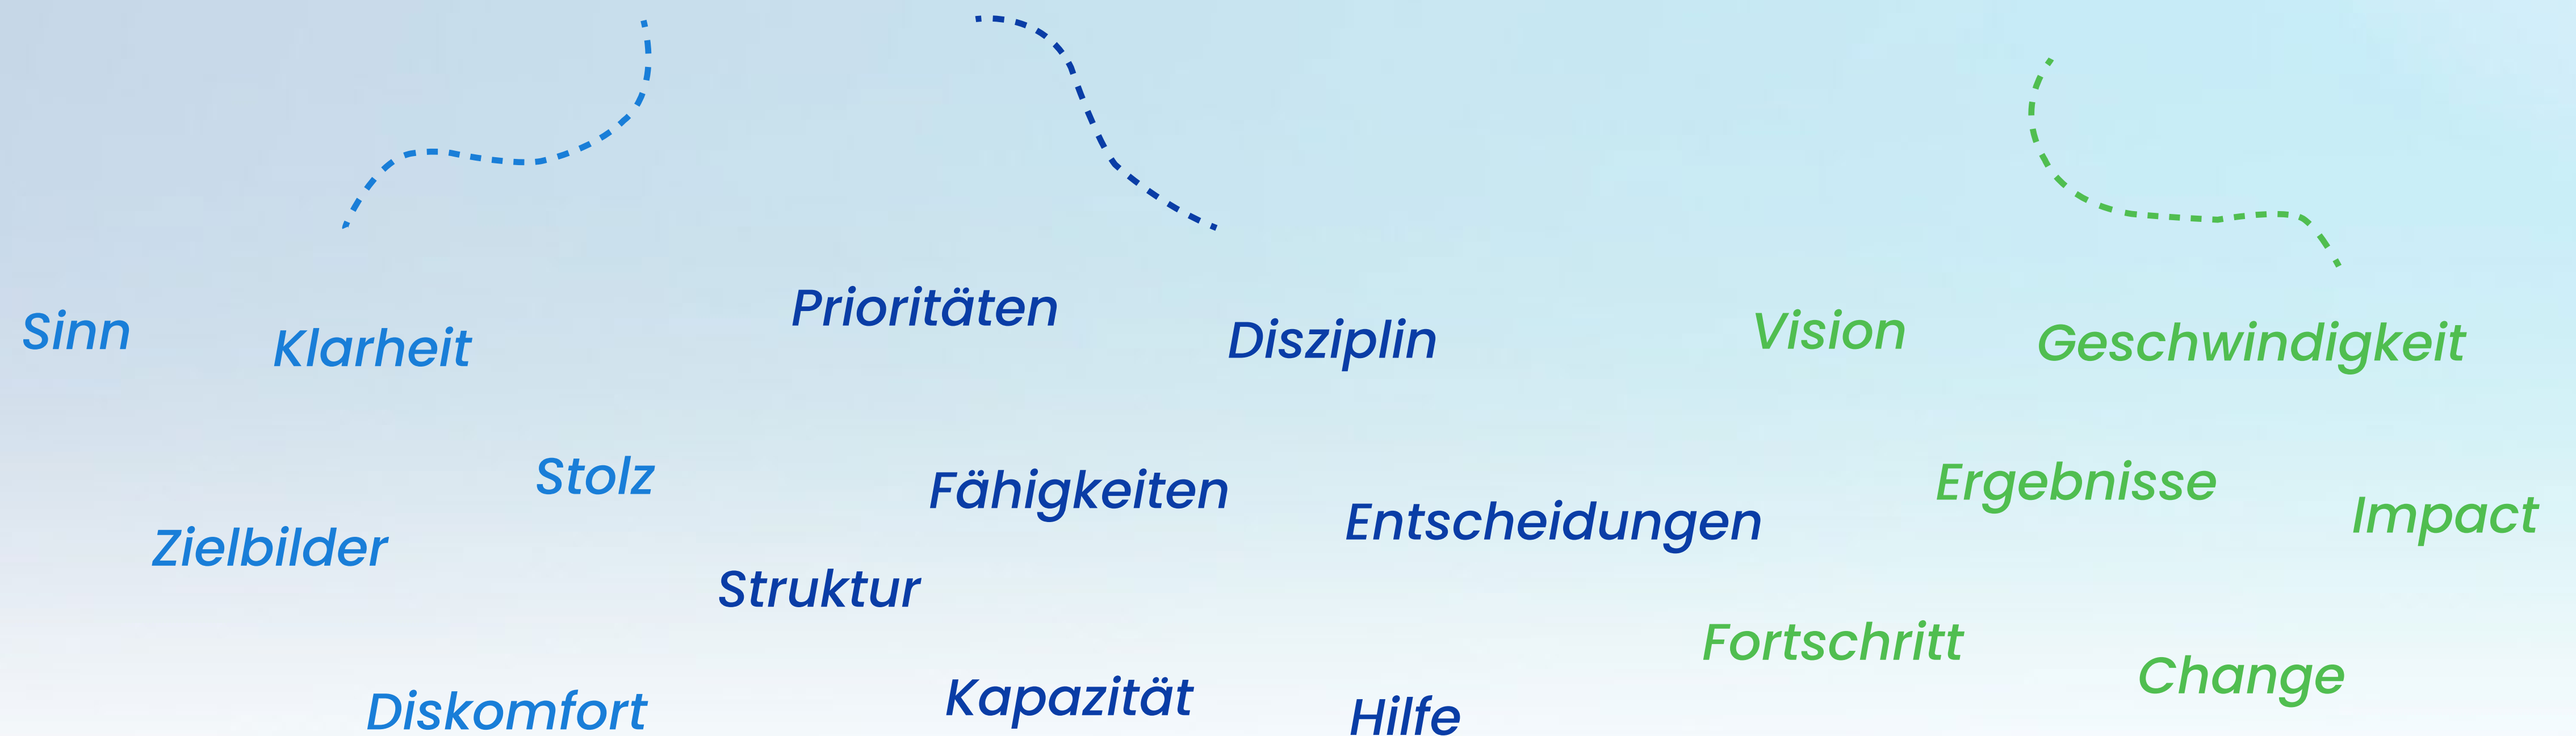 Sinn
Klarheit
Stolz
Zielbilder
Diskomfort
Prioritäten
Disziplin
Fähigkeiten
Entscheidungen
Struktur
Kapazität
Hilfe
Vision
Geschwindigkeit
Ergebnisse
Impact
Fortschritt
Change